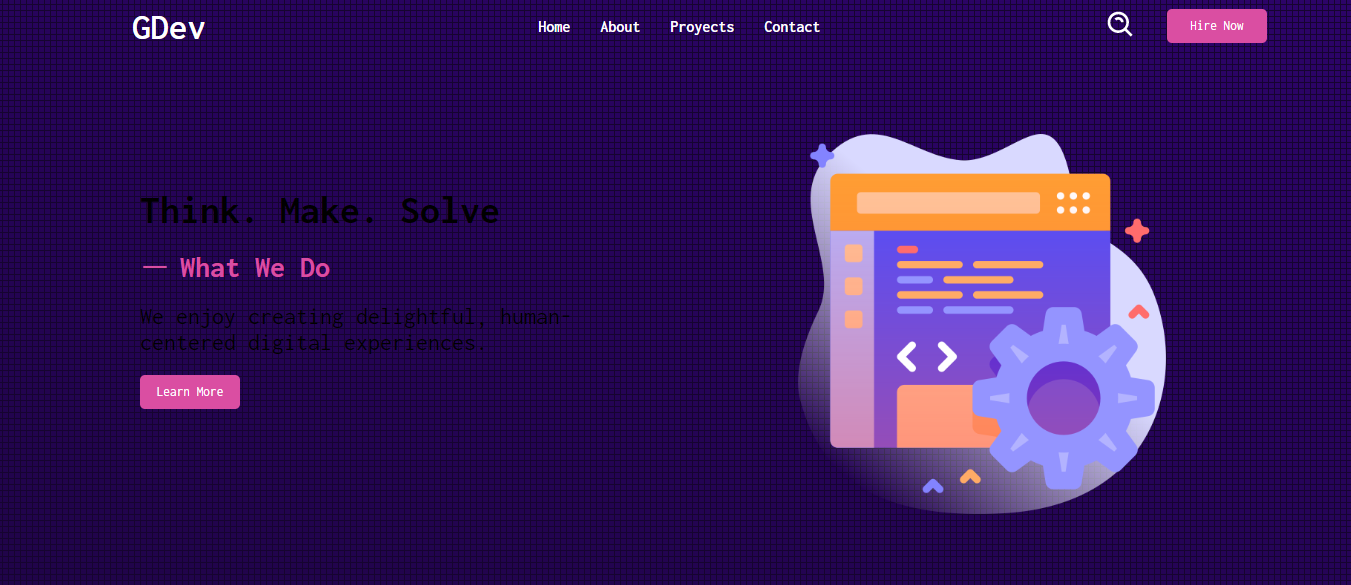 GDev
Home About Proyects Contact
Hire Now
Think. Make. Solve
— What We Do
We enjoy creating delightful, human-
centered digital experiences.
Learn More